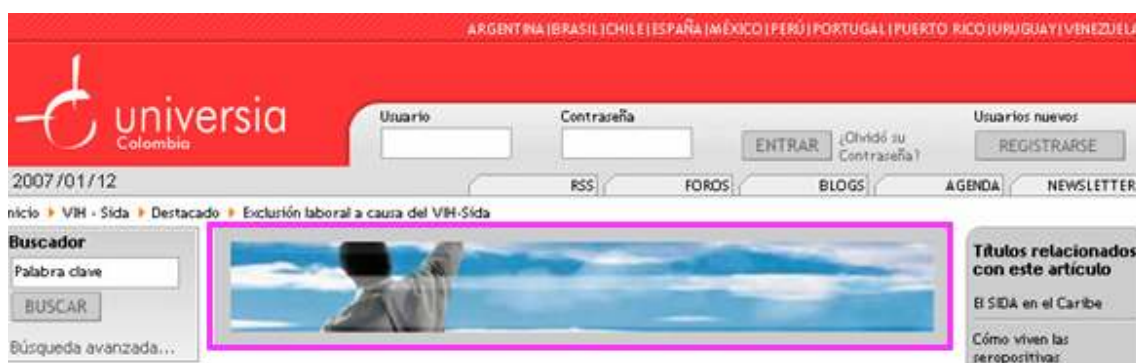 ARGENTINA|BRASIL|CHILE|ESPAÑA|MÉXICO|PERÚ|PORTUGAL|PUERTO RICO|URUGUAY|VENEZUELA
universia
Colombia
Usuario
Contraseña
ENTRAR
¿Olvidó su
Contraseña?
Usuarios nuevos
REGISTRARSE
2007/01/12
RSS
FOROS
BLOGS
AGENDA
NEWSLETTER
nicio VIH - Sida Destacado Exclusión laboral a causa del VIH-Sida
Buscador
Palabra clave
BUSCAR
Búsqueda avanzada...
Títulos relacionados
con este artículo
El SIDA en el Caribe
Cómo viven las
seropositivas